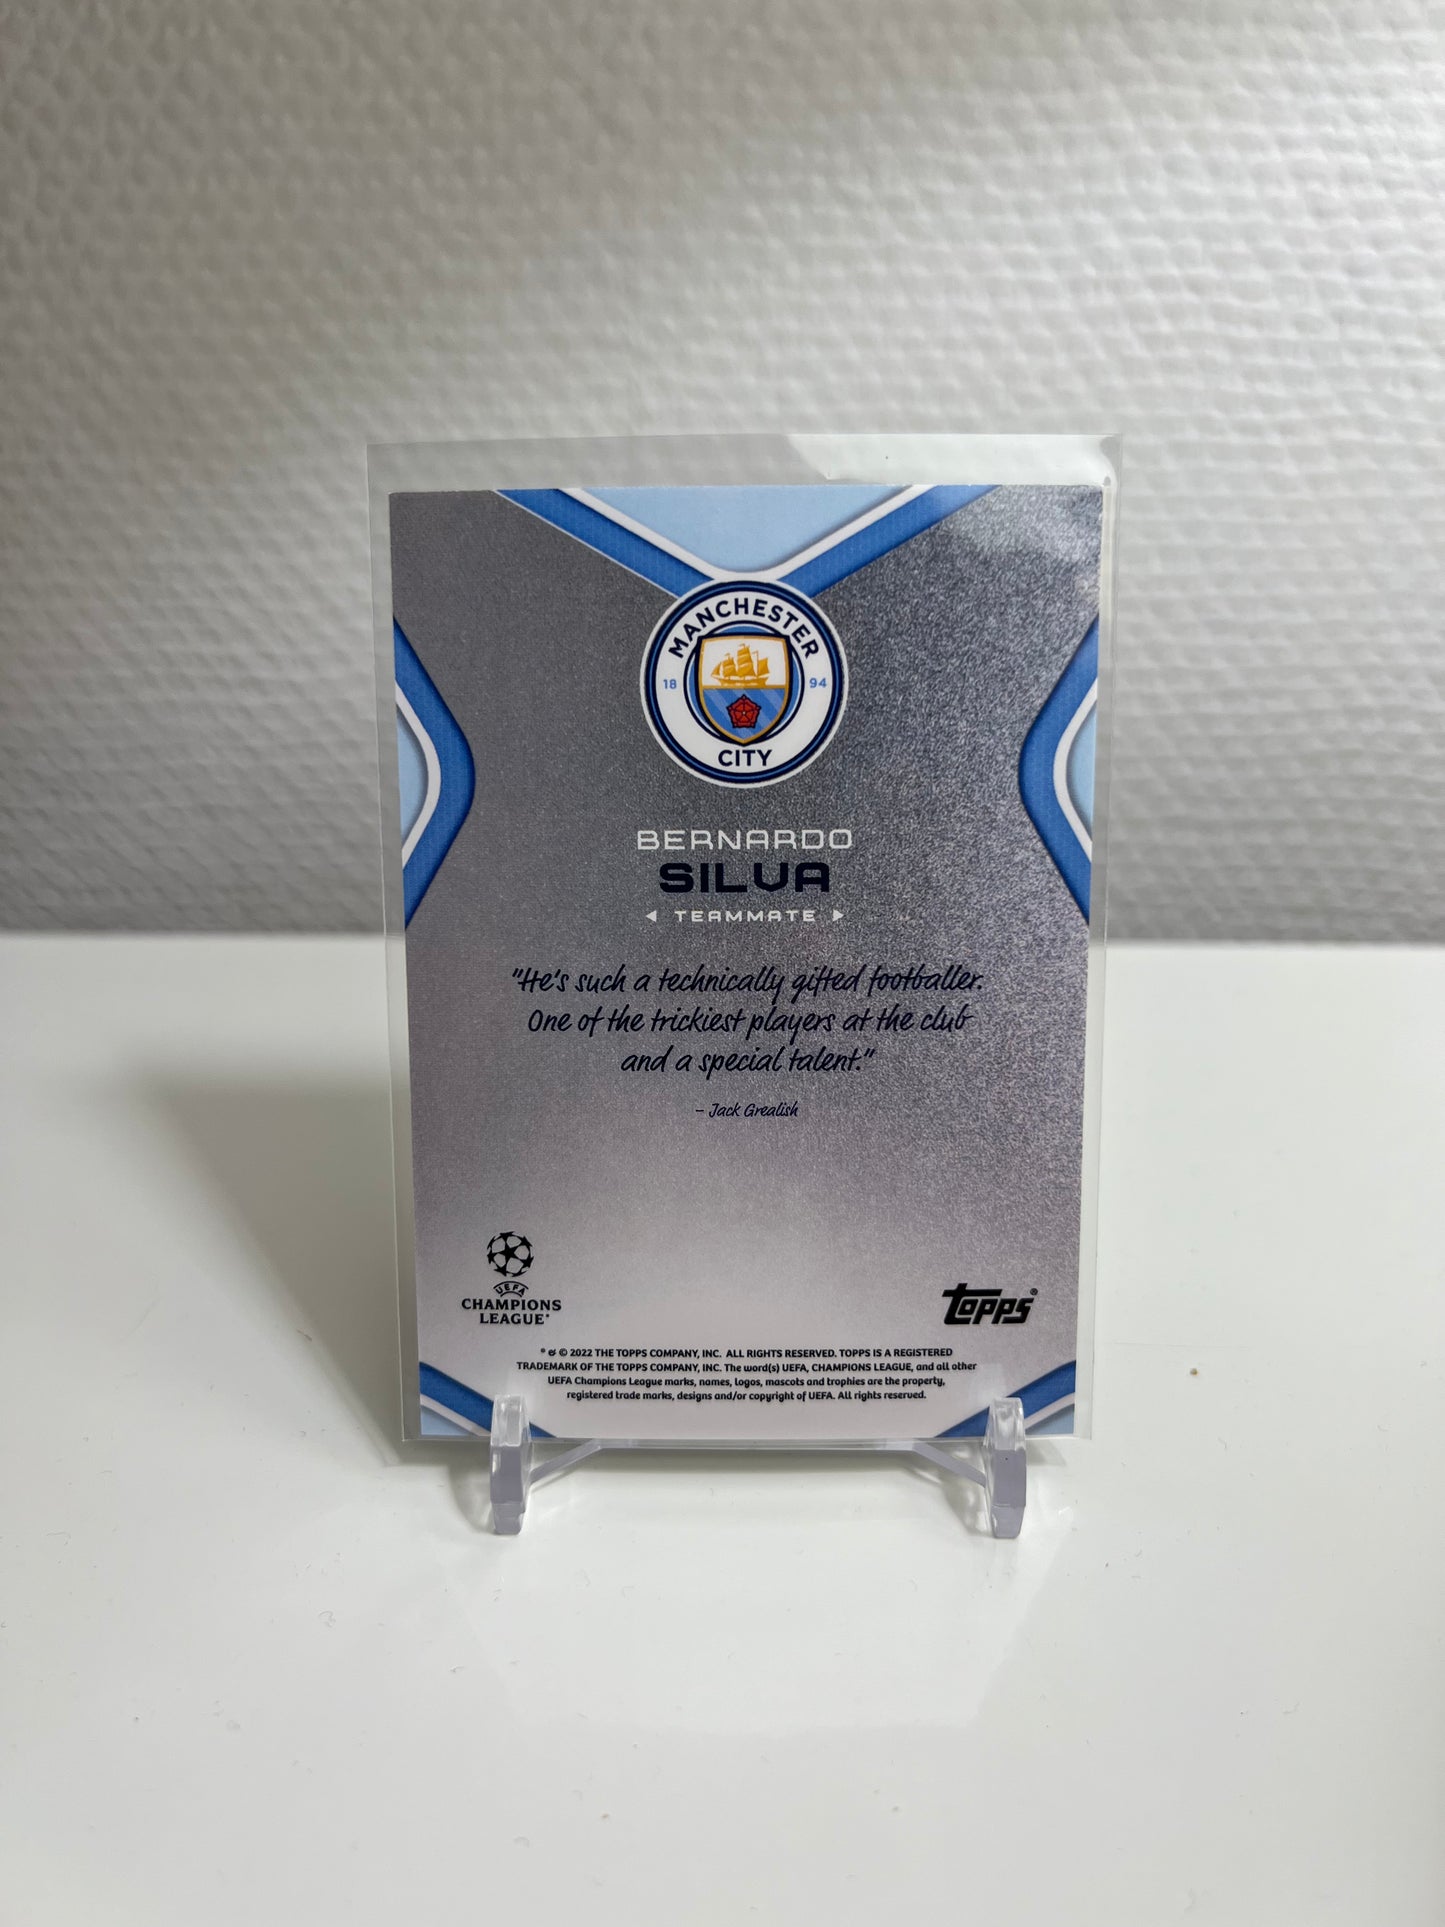 MANCHESTER
18 94
CITY
BERNARDO
SILVA
TEAMMATE
"He's such a technically gifted footballer.
One of the trickiest players at the club
and a special talent."
- Jack Grealish
UEFA
CHAMPIONS
LEAGUE®
topps®
® & © 2022 THE TOPPS COMPANY, INC. ALL RIGHTS RESERVED. TOPPS IS A REGISTERED
TRADEMARK OF THE TOPPS COMPANY, INC. The word(s) UEFA, CHAMPIONS LEAGUE, and all other
UEFA Champions League marks, names, logos, mascots and trophies are the property,
registered trade marks, designs and/or copyright of UEFA. All rights reserved.